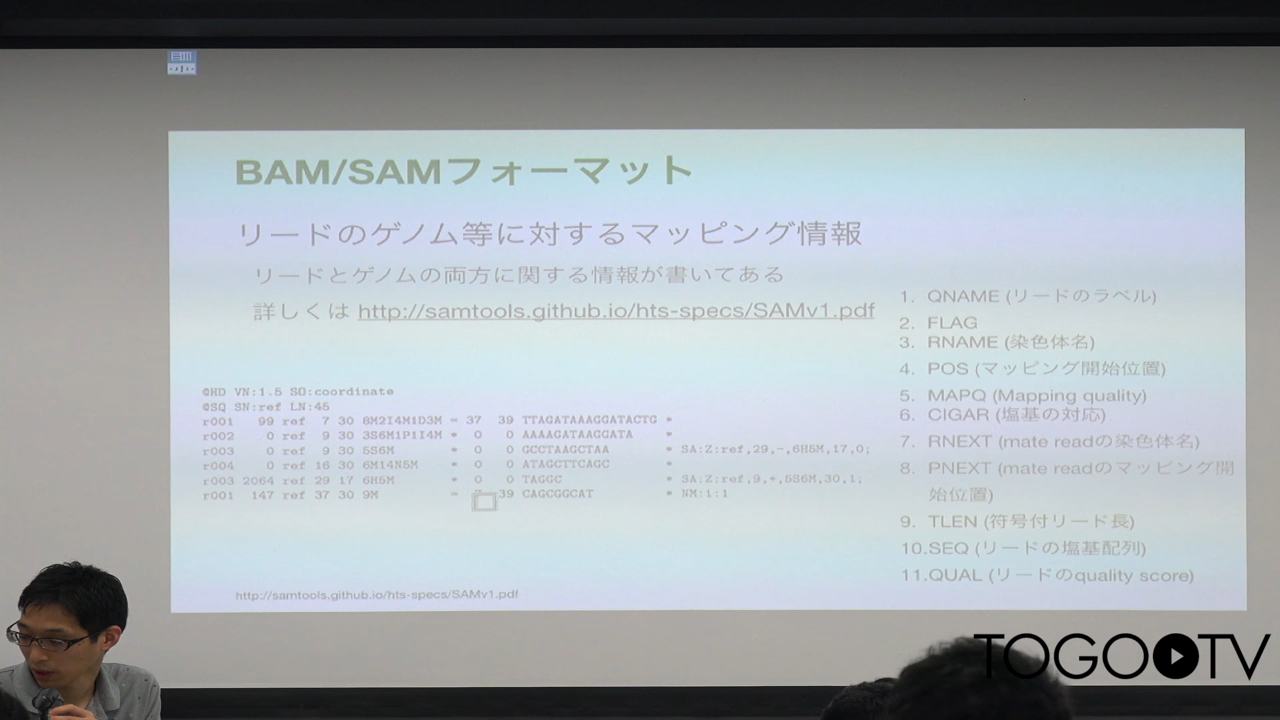 BAM/SAMフォーマット
リードのゲノム等に対するマッピング情報
リードとゲノムの両方に関する情報が書いてある
詳しくは http://samtools.github.io/hts-specs/SAMv1.pdf
@HD VN:1.5 SO:coordinate
@SQ SN:ref LN:45
r001 99 ref 7 30 8M2I4M1D3M = 37 39 TTAGATAAAGGATACTG *
r002 0 ref 9 30 3S6M1P1I4M * 0 0 AAAAGATAAGGATA *
r003 0 ref 9 30 5S6M * 0 0 GCCTAAGCTAA * SA:Z:ref,29,-,6H5M,17,0;
r004 0 ref 16 30 6M14N5M * 0 0 ATAGCTTCAGC *
r003 2064 ref 29 17 6H5M * 0 0 TAGGC * SA:Z:ref,9,+,5S6M,30,1;
r001 147 ref 37 30 9M = 39 CAGCGGCAT * NM:i:1
1. QNAME (リードのラベル)
2. FLAG
3. RNAME (染色体名)
4. POS (マッピング開始位置)
5. MAPQ (Mapping quality)
6. CIGAR (塩基の対応)
7. RNEXT (mate readの染色体名)
8. PNEXT (mate readのマッピング開
始位置)
9. TLEN (符号付リード長)
10.SEQ (リードの塩基配列)
11.QUAL (リードのquality score)
http://samtools.github.io/hts-specs/SAMv1.pdf
TOGOTV